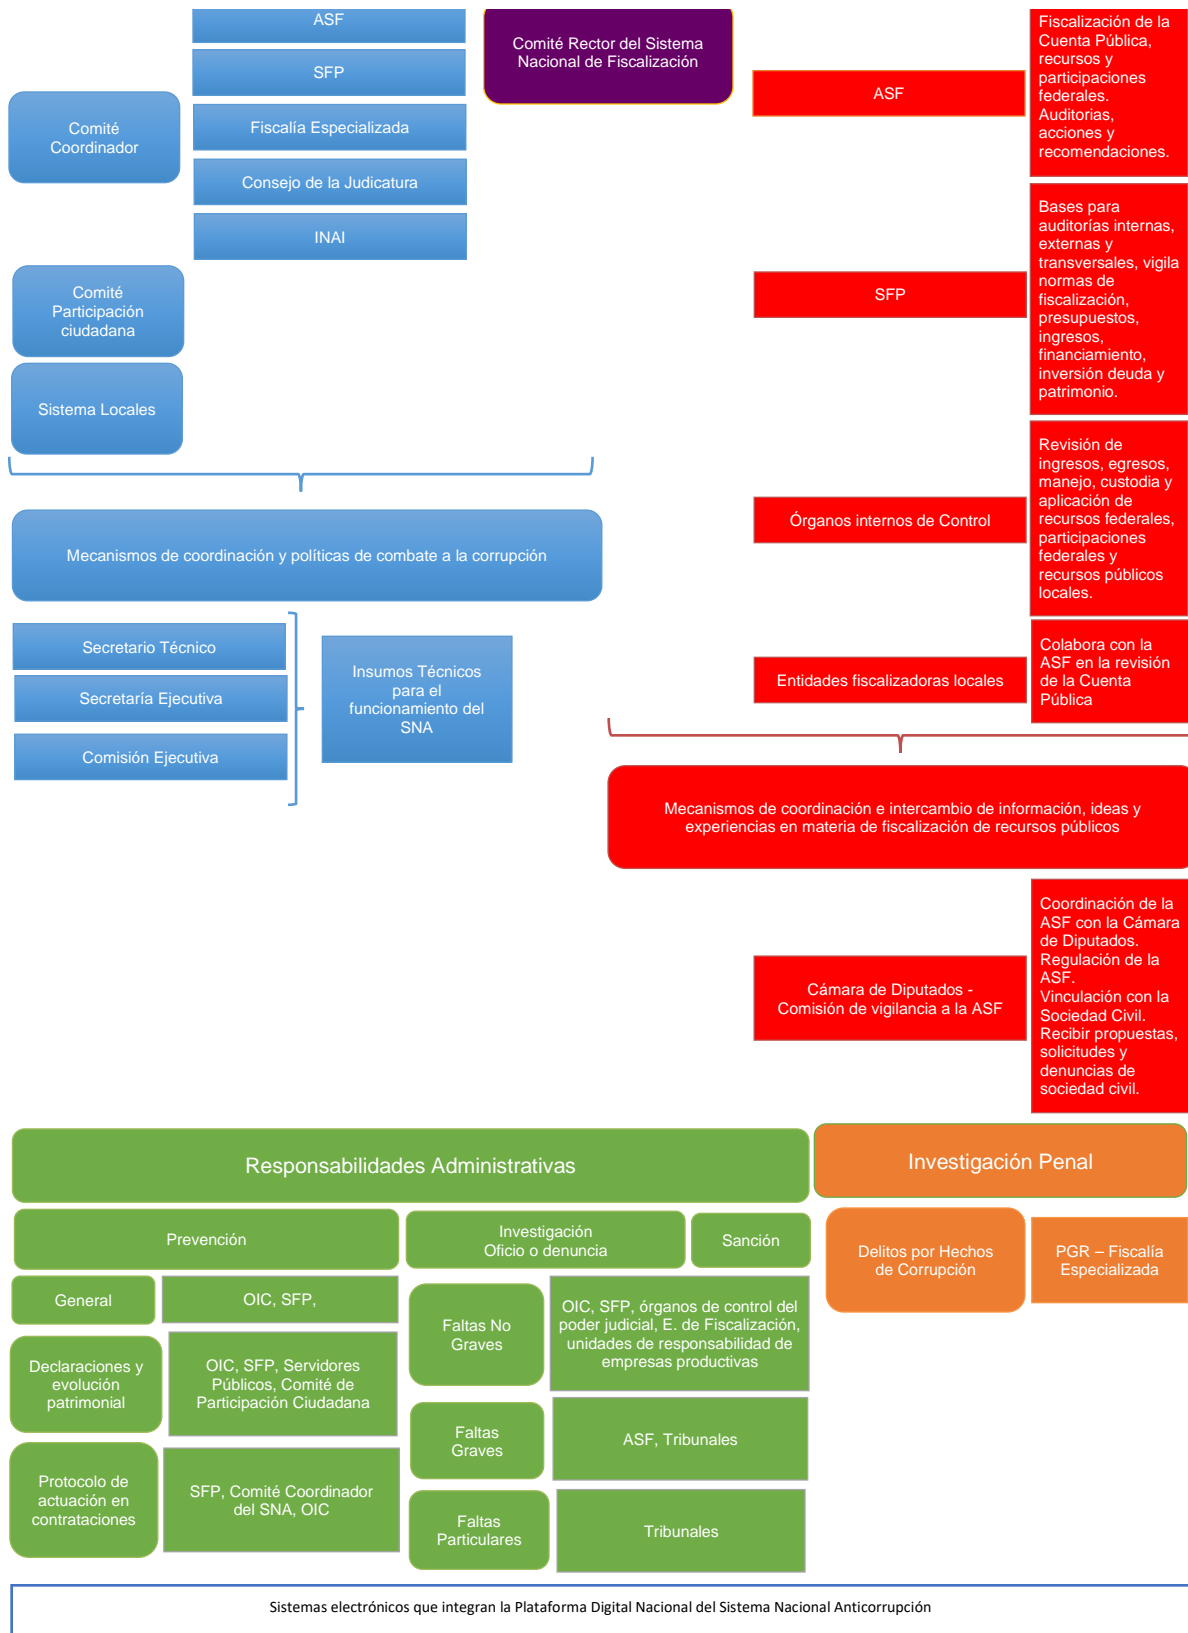 ASF
SFP
Fiscalía Especializada
Consejo de la Judicatura
INAI
Comité
Coordinador
Comité
Participación
ciudadana
Sistema Locales
Mecanismos de coordinación y políticas de combate a la corrupción
Secretario Técnico
Secretaría Ejecutiva
Comisión Ejecutiva
Insumos Técnicos
para el
funcionamiento del
SNA
Comité Rector del Sistema
Nacional de Fiscalización
ASF
Fiscalización de la
Cuenta Pública,
recursos y
participaciones
federales.
Auditorias,
acciones y
recomendaciones.
SFP
Bases para
auditorías internas,
externas y
transversales, vigila
normas de
fiscalización,
presupuestos,
ingresos,
financiamiento,
inversión deuda y
patrimonio.
Órganos internos de Control
Revisión de
ingresos, egresos,
manejo, custodia y
aplicación de
recursos federales,
participaciones
federales y
recursos públicos
locales.
Entidades fiscalizadoras locales
Colabora con la
ASF en la revisión
de la Cuenta
Pública
Mecanismos de coordinación e intercambio de información, ideas y
experiencias en materia de fiscalización de recursos públicos
Cámara de Diputados -
Comisión de vigilancia a la ASF
Coordinación de la
ASF con la Cámara
de Diputados.
Regulación de la
ASF.
Vinculación con la
Sociedad Civil.
Recibir propuestas,
solicitudes y
denuncias de
sociedad civil.
Responsabilidades Administrativas
Prevención
General
OIC, SFP,
Declaraciones y
evolución
patrimonial
OIC, SFP, Servidores
Públicos, Comité de
Participación Ciudadana
Protocolo de
actuación en
contrataciones
SFP, Comité Coordinador
del SNA, OIC
Investigación
Oficio o denuncia
Sanción
Faltas No
Graves
OIC, SFP, órganos de control del
poder judicial, E. de Fiscalización,
unidades de responsabilidad de
empresas productivas
Faltas
Graves
ASF, Tribunales
Faltas
Particulares
Tribunales
Investigación Penal
Delitos por Hechos
de Corrupción
PGR – Fiscalía
Especializada
Sistemas electrónicos que integran la Plataforma Digital Nacional del Sistema Nacional Anticorrupción